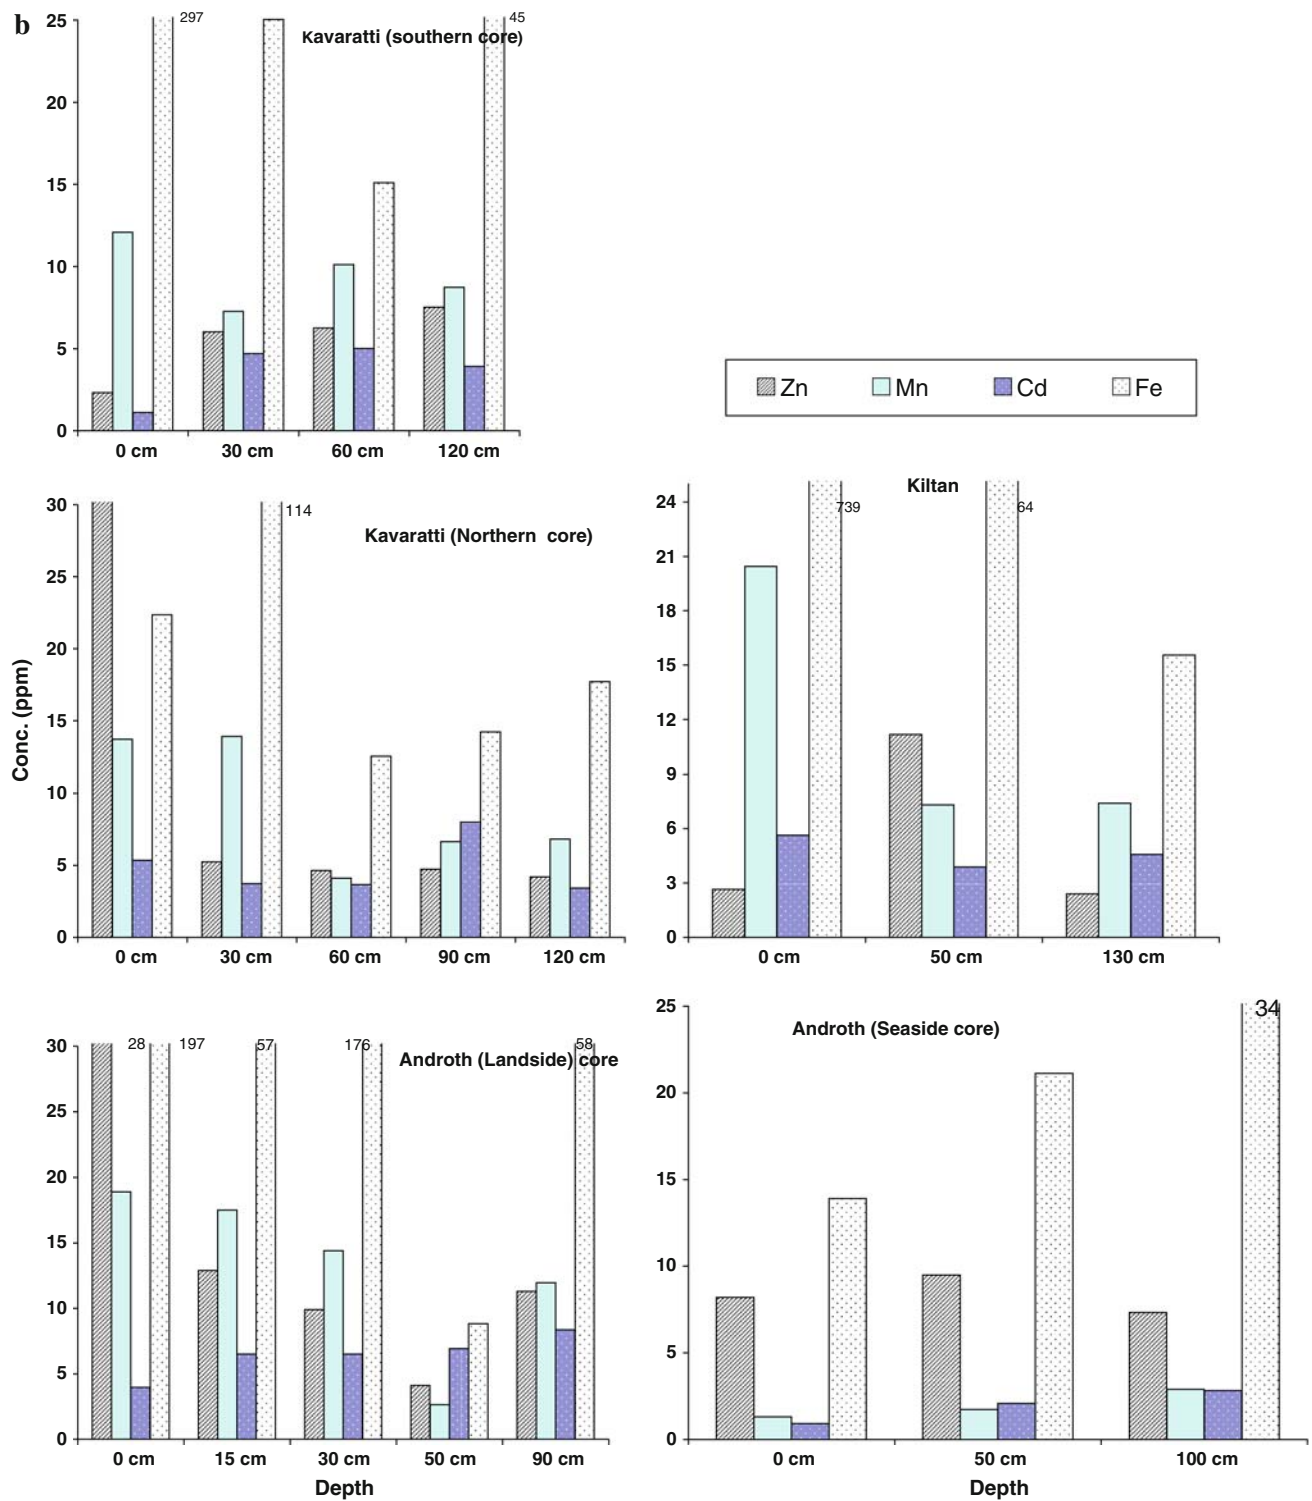 b
297
45
Kavaratti (southern core)
25
20
15
10
5
0
0 cm 30 cm 60 cm 120 cm
Zn Mn Cd Fe
Conc. (ppm)
114
Kavaratti (Northern core)
30
25
20
15
10
5
0
0 cm 30 cm 60 cm 90 cm 120 cm
Kiltan
739
64
24
21
18
15
12
9
6
3
0
0 cm 50 cm 130 cm
28 197 57 176 58
Androth (Landside) core
30
25
20
15
10
5
0
0 cm 15 cm 30 cm 50 cm 90 cm
Depth
34
Androth (Seaside core)
25
20
15
10
5
0
0 cm 50 cm 100 cm
Depth